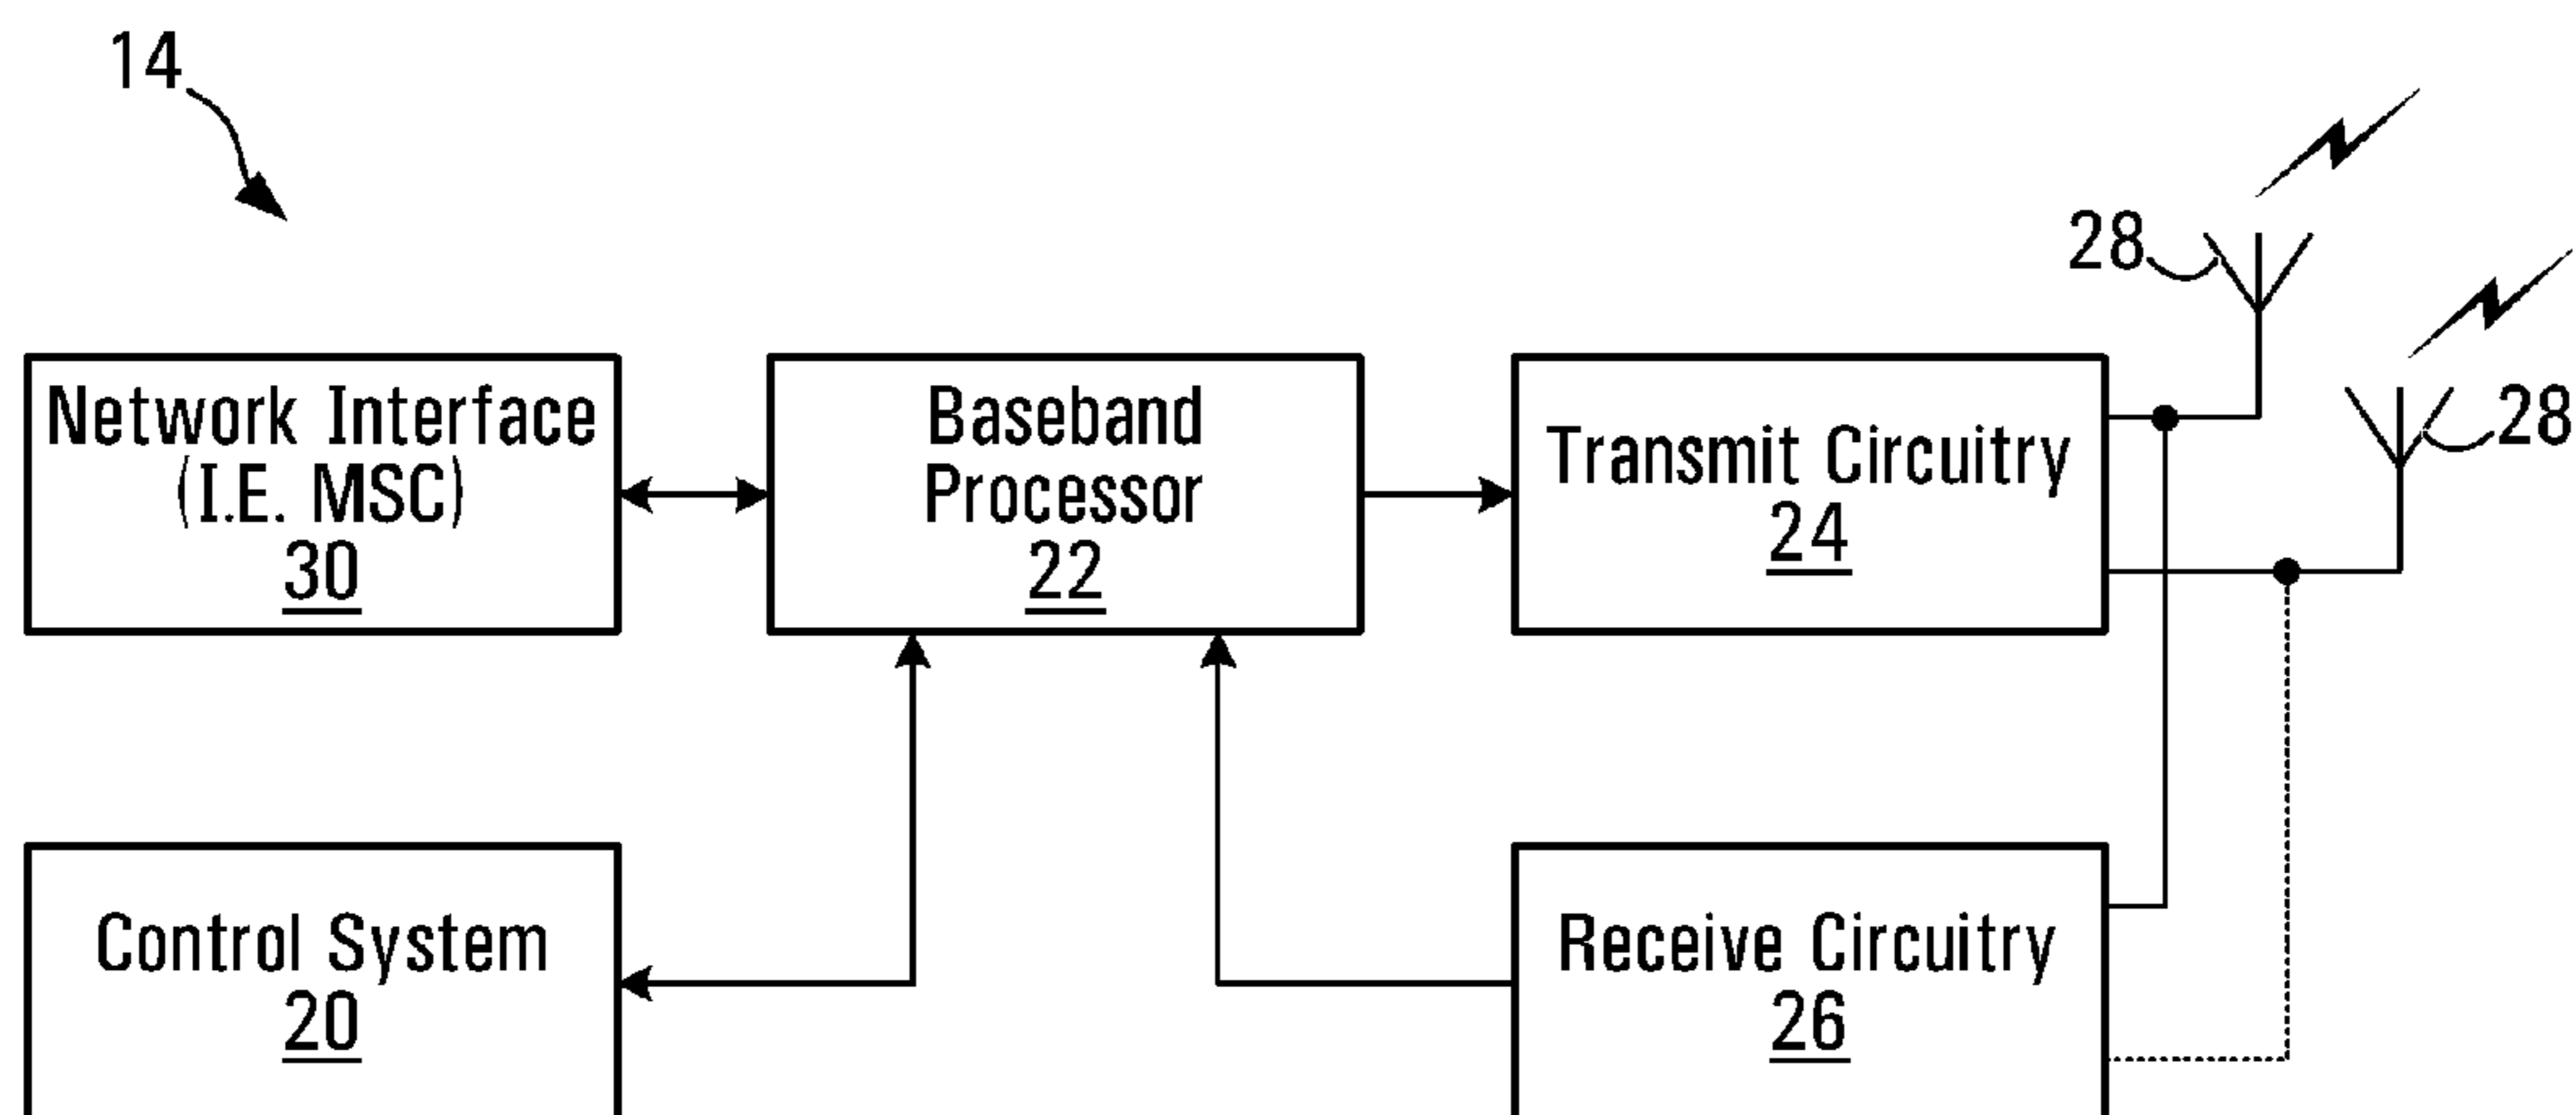 14
28
28
Network Interface
(I.E. MSC)
30
Baseband
Processor
22
Transmit Circuitry
24
Control System
20
Receive Circuitry
26